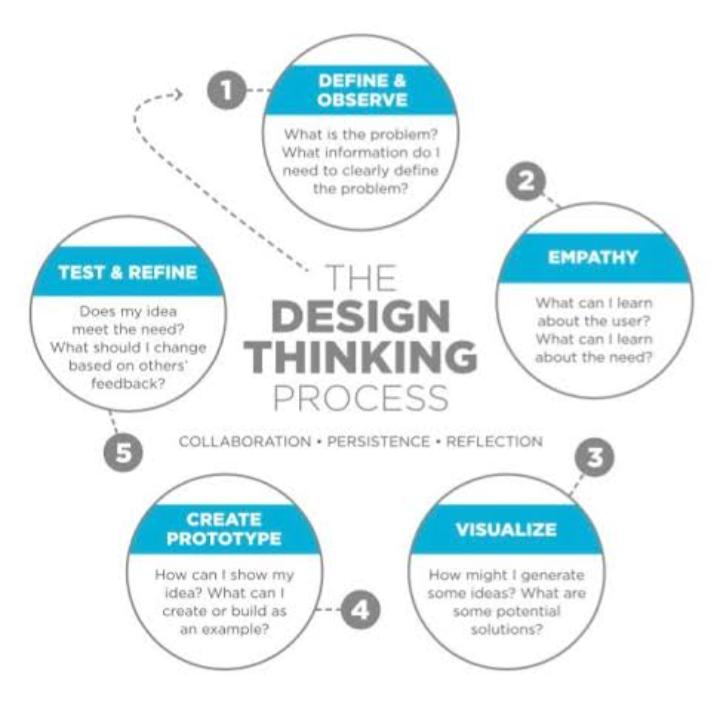 1
DEFINE &
OBSERVE
What is the problem?
What information do I
need to clearly define
the problem?
2
EMPATHY
What can I learn
about the user?
What can I learn
about the need?
TEST & REFINE
Does my idea
meet the need?
What should I change
based on others'
feedback?
THE
DESIGN
THINKING
PROCESS
COLLABORATION • PERSISTENCE • REFLECTION
5
3
CREATE
PROTOTYPE
How can I show my
idea? What can I
create or build as
an example?
4
VISUALIZE
How might I generate
some ideas? What are
some potential
solutions?